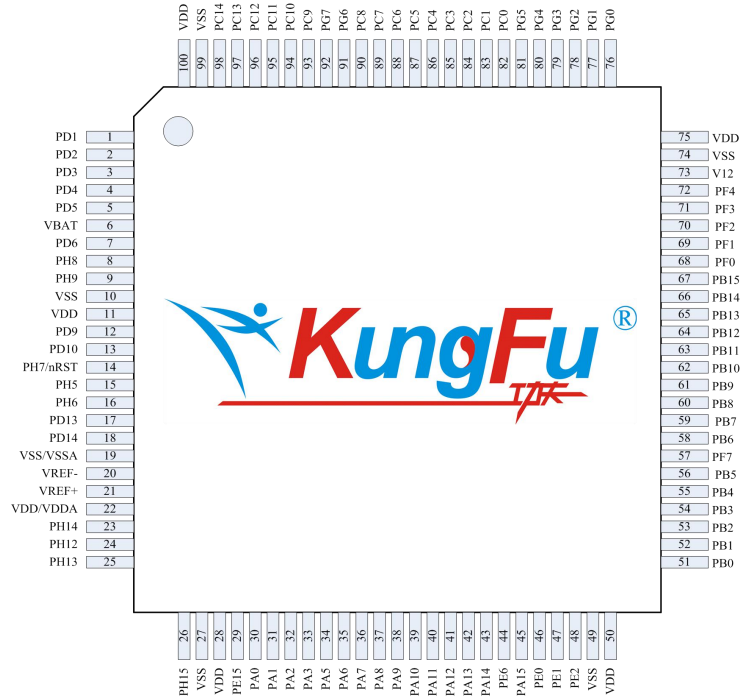 VDD 100
VSS 99
PC14 98
PC13 97
PC12 96
PC11 95
PC10 94
PC9 93
PG7 92
PG6 91
PC8 90
PC7 89
PC6 88
PC5 87
PC4 86
PC3 85
PC2 84
PC1 83
PC0 82
PG5 81
PG4 80
PG3 79
PG2 78
PG1 77
PG0 76
PD1 1
PD2 2
PD3 3
PD4 4
PD5 5
VBAT 6
PD6 7
PH8 8
PH9 9
VSS 10
VDD 11
PD9 12
PD10 13
PH7/nRST 14
PH5 15
PH6 16
PD13 17
PD14 18
VSS/VSSA 19
VREF- 20
VREF+ 21
VDD/VDDA 22
PH14 23
PH12 24
PH13 25
KungFu ®
功夫
75 VDD
74 VSS
73 V12
72 PF4
71 PF3
70 PF2
69 PF1
68 PF0
67 PB15
66 PB14
65 PB13
64 PB12
63 PB11
62 PB10
61 PB9
60 PB8
59 PB7
58 PB6
57 PF7
56 PB5
55 PB4
54 PB3
53 PB2
52 PB1
51 PB0
26 PH15
27 VSS
28 VDD
29 PE15
30 PA0
31 PA1
32 PA2
33 PA3
34 PA5
35 PA6
36 PA7
37 PA8
38 PA9
39 PA10
40 PA11
41 PA12
42 PA13
43 PA14
44 PE6
45 PA15
46 PE0
47 PE1
48 PE2
49 VSS
50 VDD